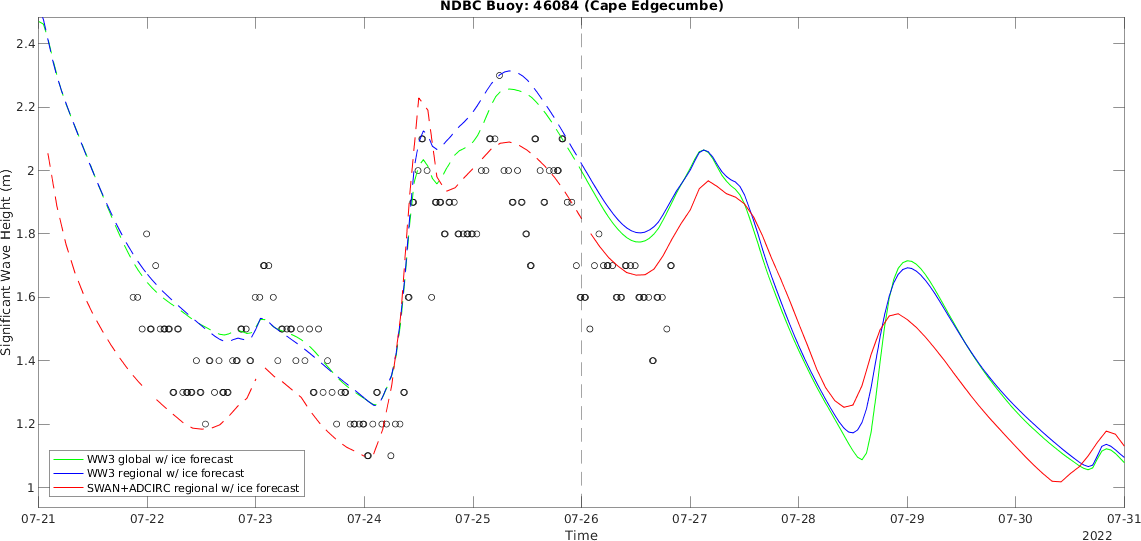 NDBC Buoy: 46084 (Cape Edgecumbe)
Significant Wave Height (m)
2.4
2.2
2
1.8
1.6
1.4
1.2
1
WW3 global w/ ice forecast
WW3 regional w/ ice forecast
SWAN+ADCIRC regional w/ ice forecast
07-21 07-22 07-23 07-24 07-25 07-26 07-27 07-28 07-29 07-30 07-31
Time 2022